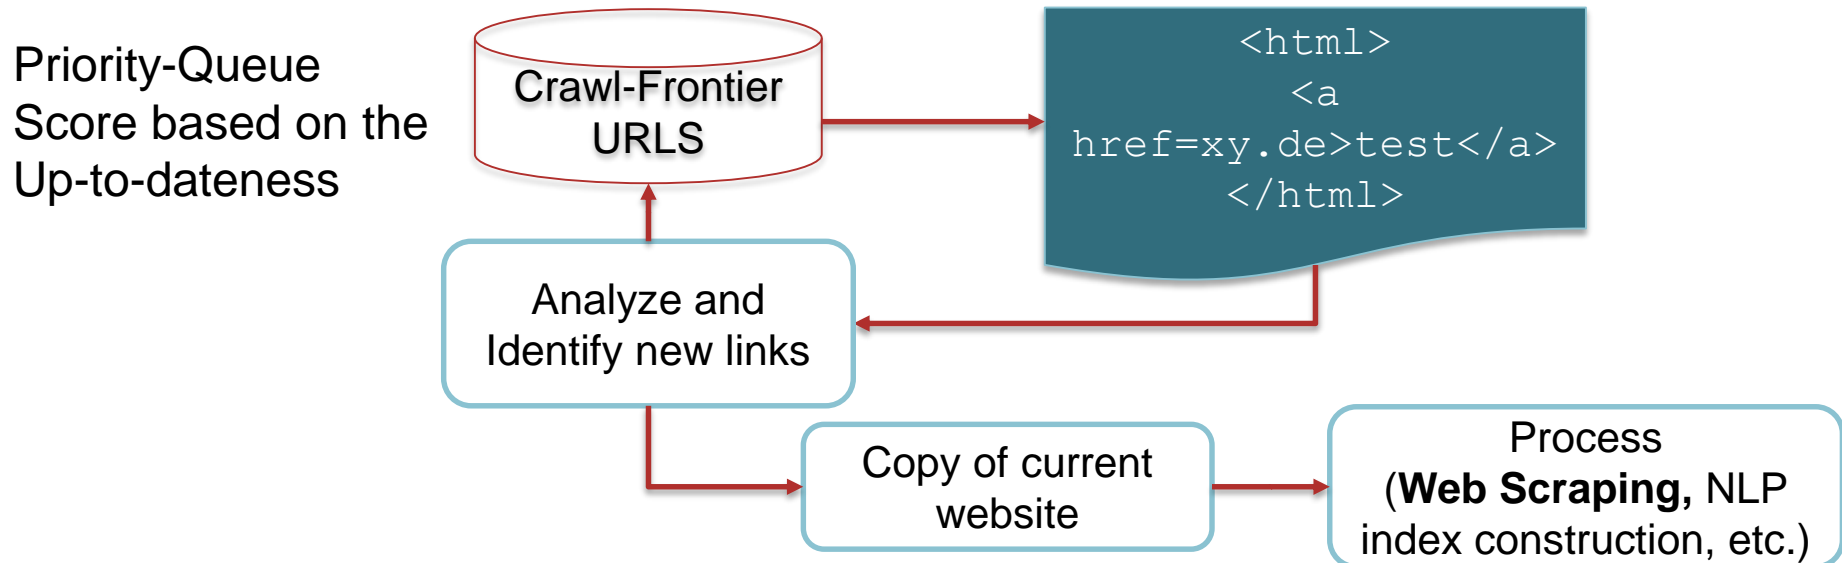 Priority-Queue
Score based on the
Up-to-dateness
Crawl-Frontier
URLS
<html>
<a
href=xy.de>test</a>
</html>
Analyze and
Identify new links
Copy of current
website
Process
(Web Scraping, NLP
index construction, etc.)